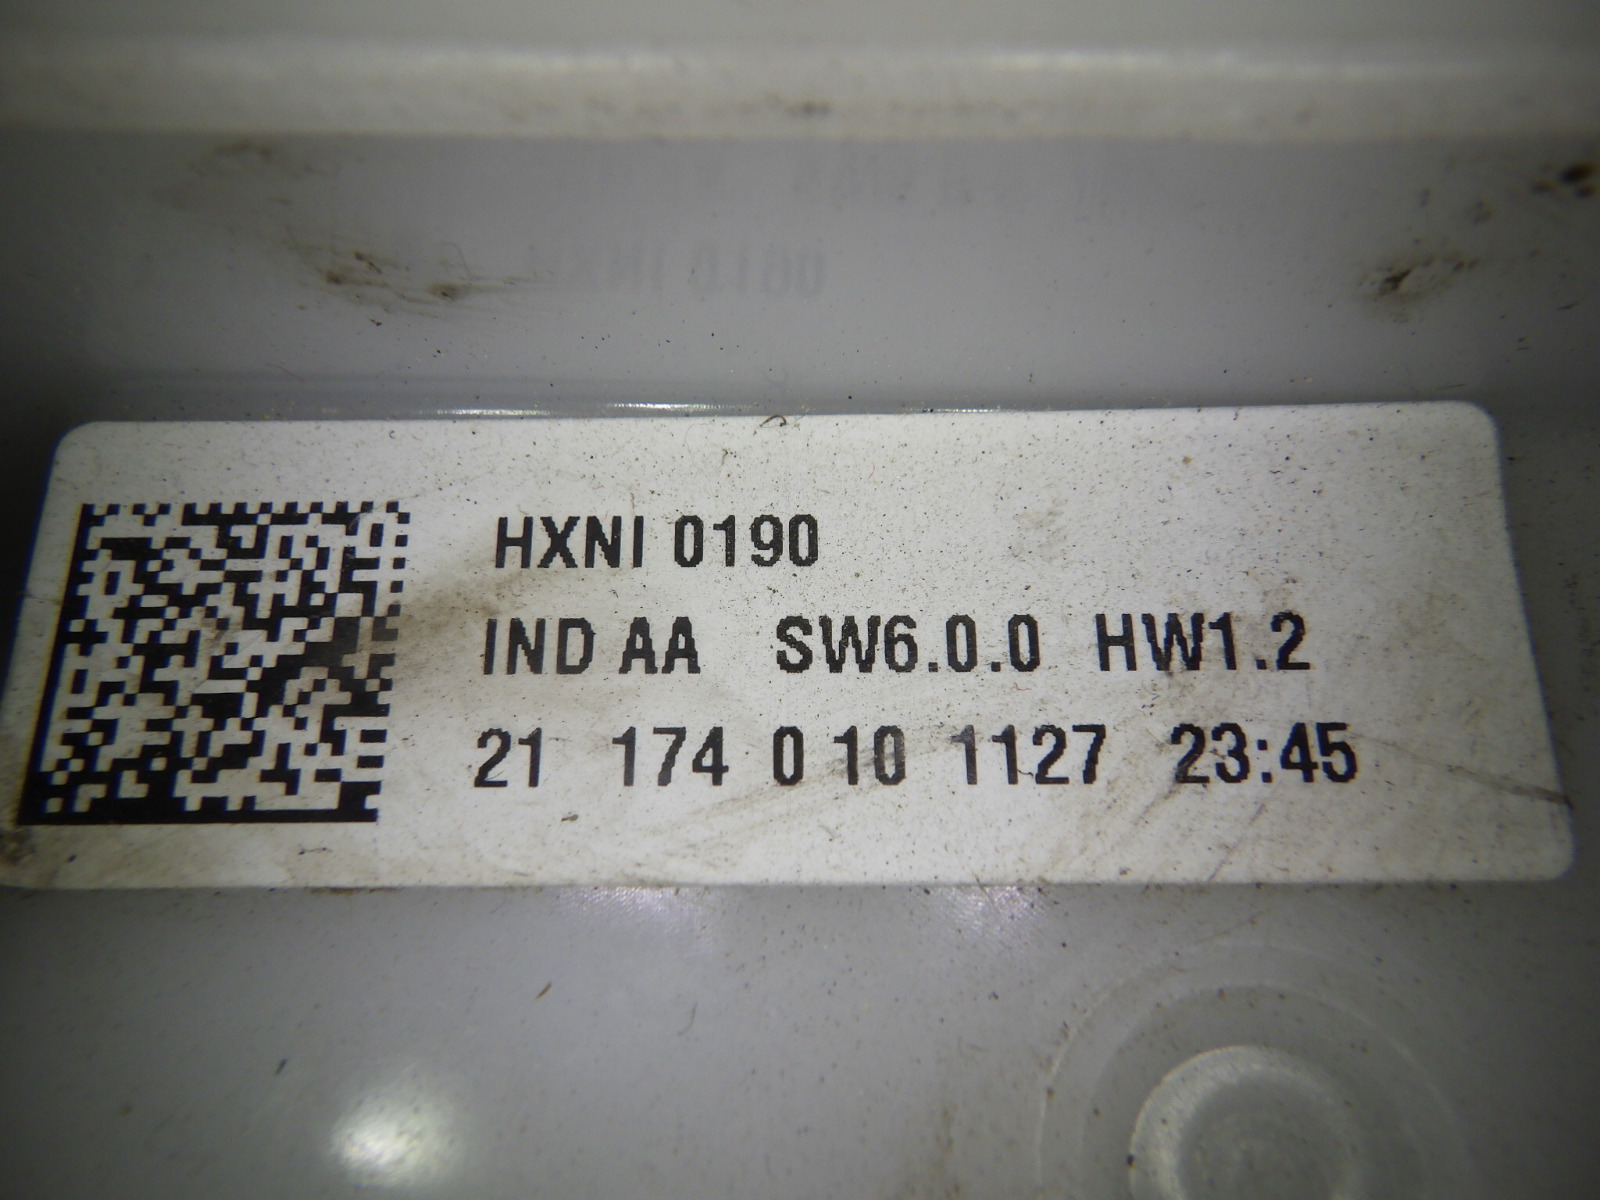 HXNI 0190
IND AA SW6.0.0 HW1.2
21 174 0 10 1127 23:45